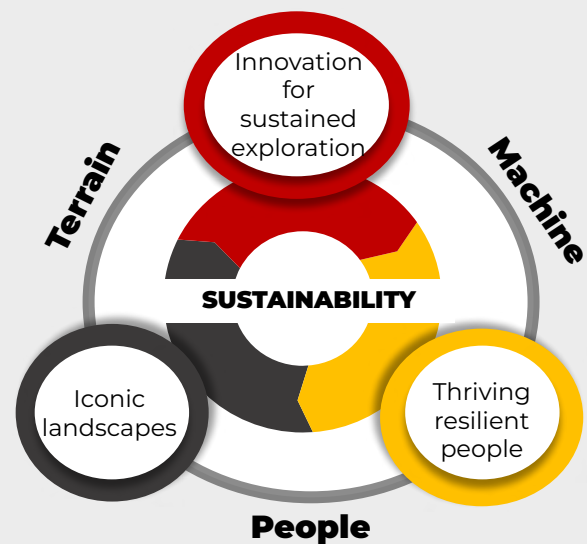 Innovation
for
sustained
exploration
Terrain
Machine
SUSTAINABILITY
Iconic
landscapes
Thriving
resilient
people
People